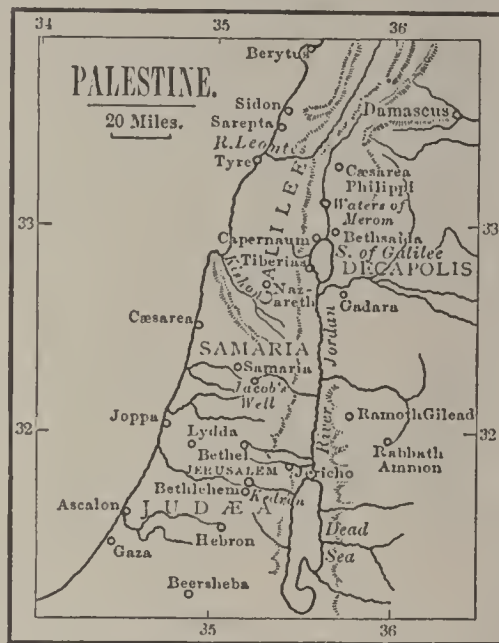 34
35
36
Berytus
PALESTINE.
20 Miles.
Sidon
Sarepta
R. Leontes
Tyre
Damascus
Cæsarea
Philippi
Waters of
Merom
33
33
GALILEE
Capernaum
Bethsaida
Tiberias
S. of Galilee
DECAPOLIS
Kishon
Naz-
areth
Gadara
Cæsarea
SAMARIA
Samaria
Jacob's
Well
River Jordan
Joppa
Ramoth Gilead
32
32
Lydda
Bethel
Rabbath
Ammon
JERUSALEM
Jericho
Bethlehem
Kedron
Ascalon
JUDÆA
Hebron
Gaza
Dead
Sea
Beersheba
35
36